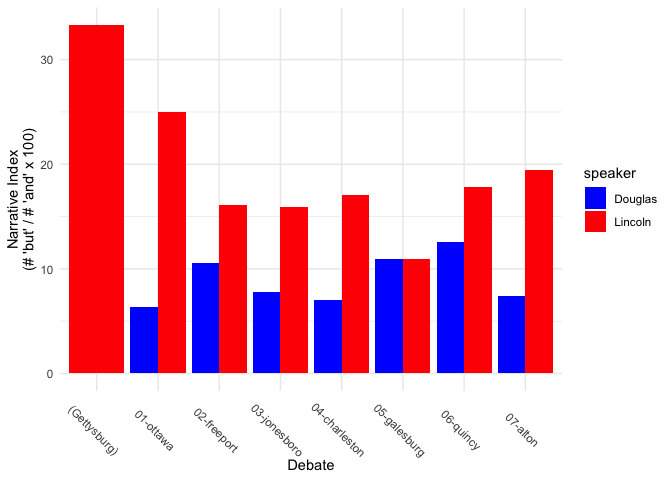 Narrative Index
(# 'but' / # 'and' x 100)
30
20
10
0
(Gettysburg)
01-ottawa
02-freeport
03-jonesboro
04-charleston
05-galesburg
06-quincy
07-alton
Debate
speaker
Douglas
Lincoln